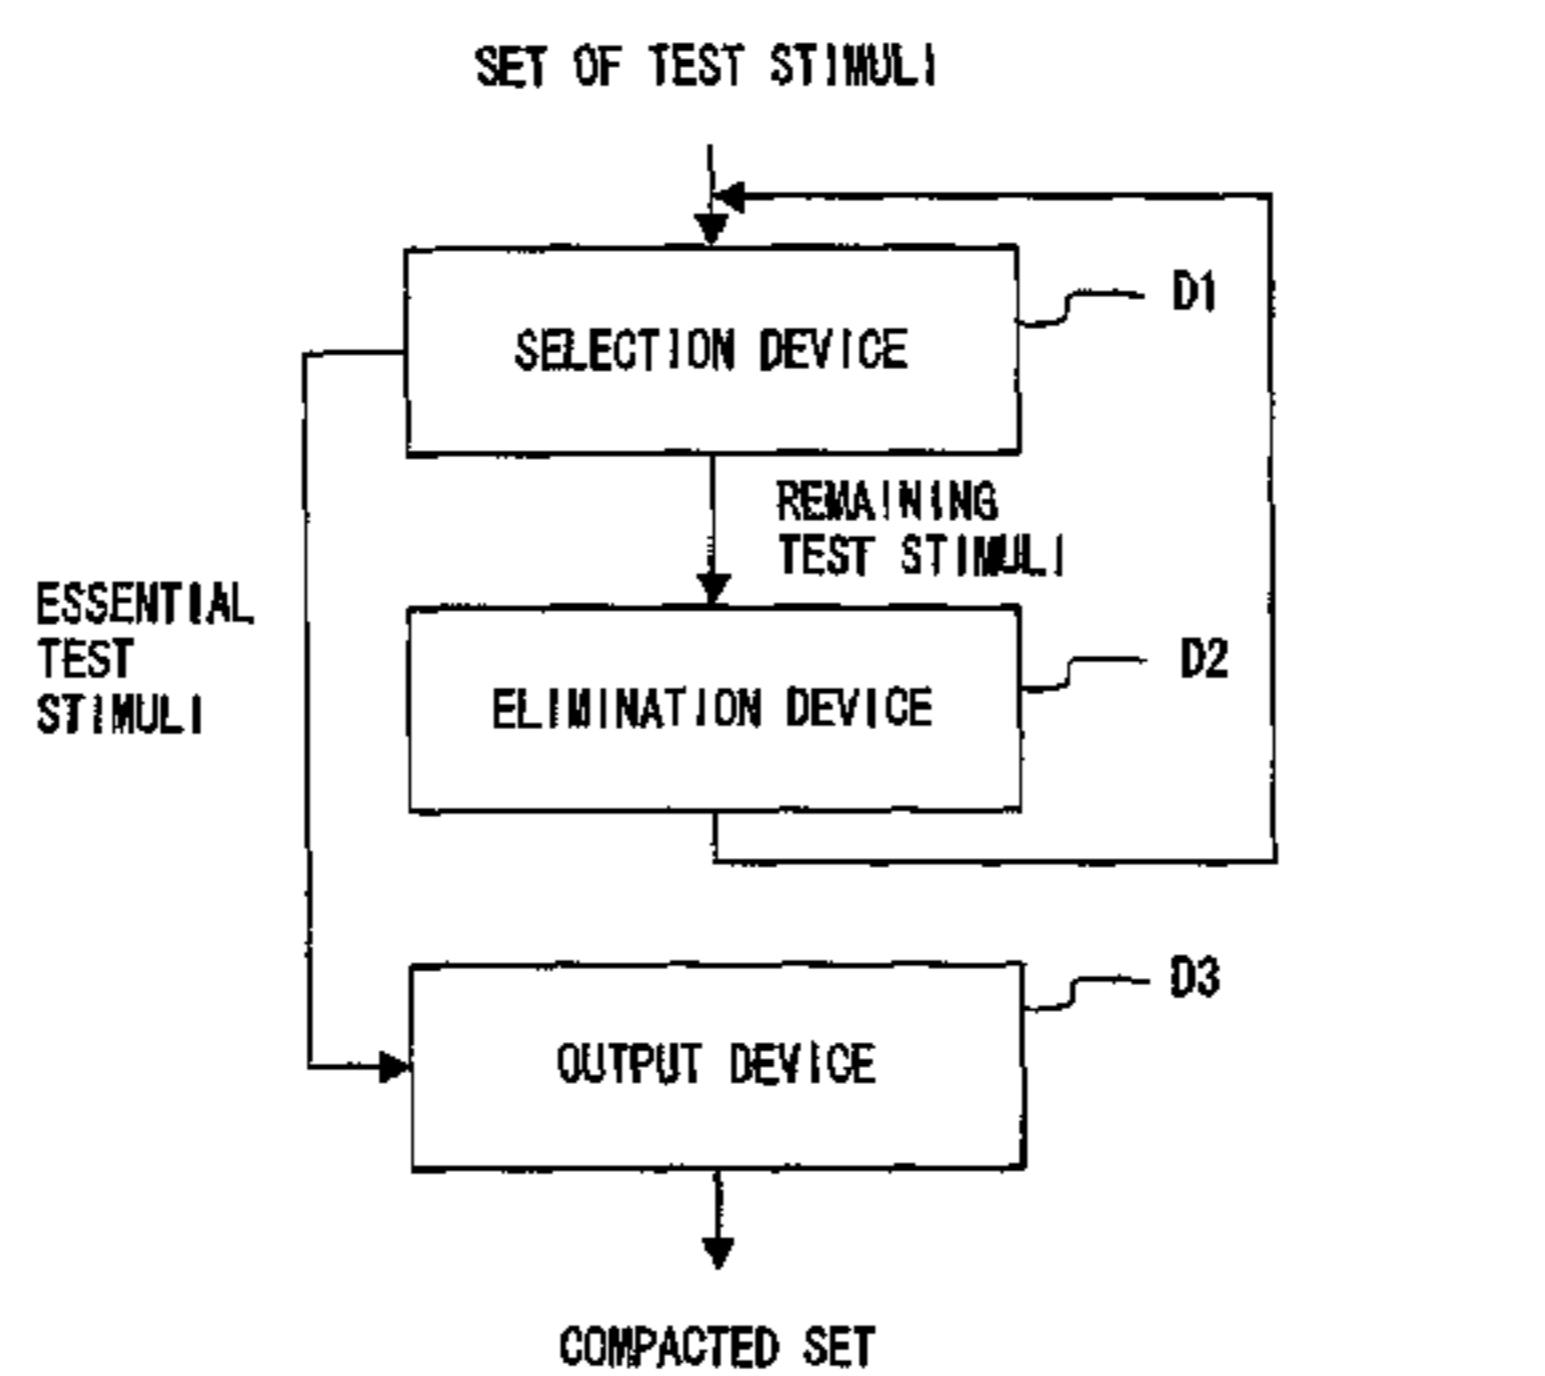 SET OF TEST STIMULI
SELECTION DEVICE
D1
REMAINING
TEST STIMULI
ESSENTIAL
TEST
STIMULI
ELIMINATION DEVICE
D2
OUTPUT DEVICE
D3
COMPACTED SET